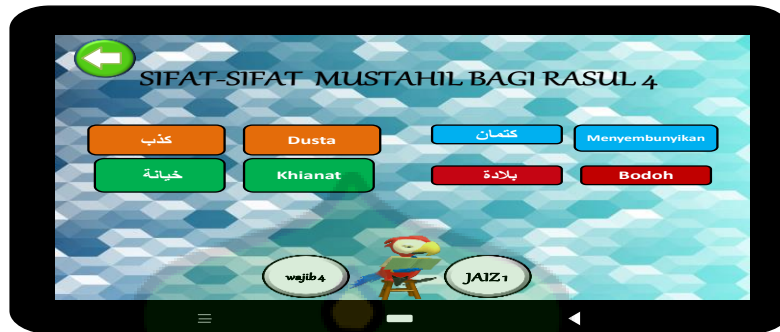 SIFAT-SIFAT MUSTAHIL BAGI RASUL 4
كذب Dusta كتمان Menyembunyikan
خيانة Khianat بلادة Bodoh
wajib 4 JAIZ 1